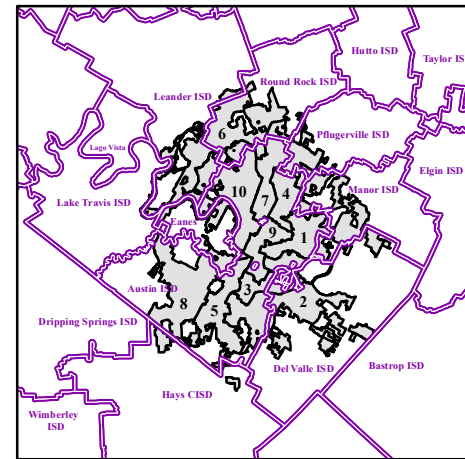 Hutto ISD
Taylor IS
Round Rock ISD
Leander ISD
Pflugerville ISD
6
Lago Vista
Elgin ISD
10
7
4
Manor ISD
Lake Travis ISD
Eanes
9
1
Austin ISD
3
8
5
2
Dripping Springs ISD
Del Valle ISD
Bastrop ISD
Hays CISD
Wimberley
ISD